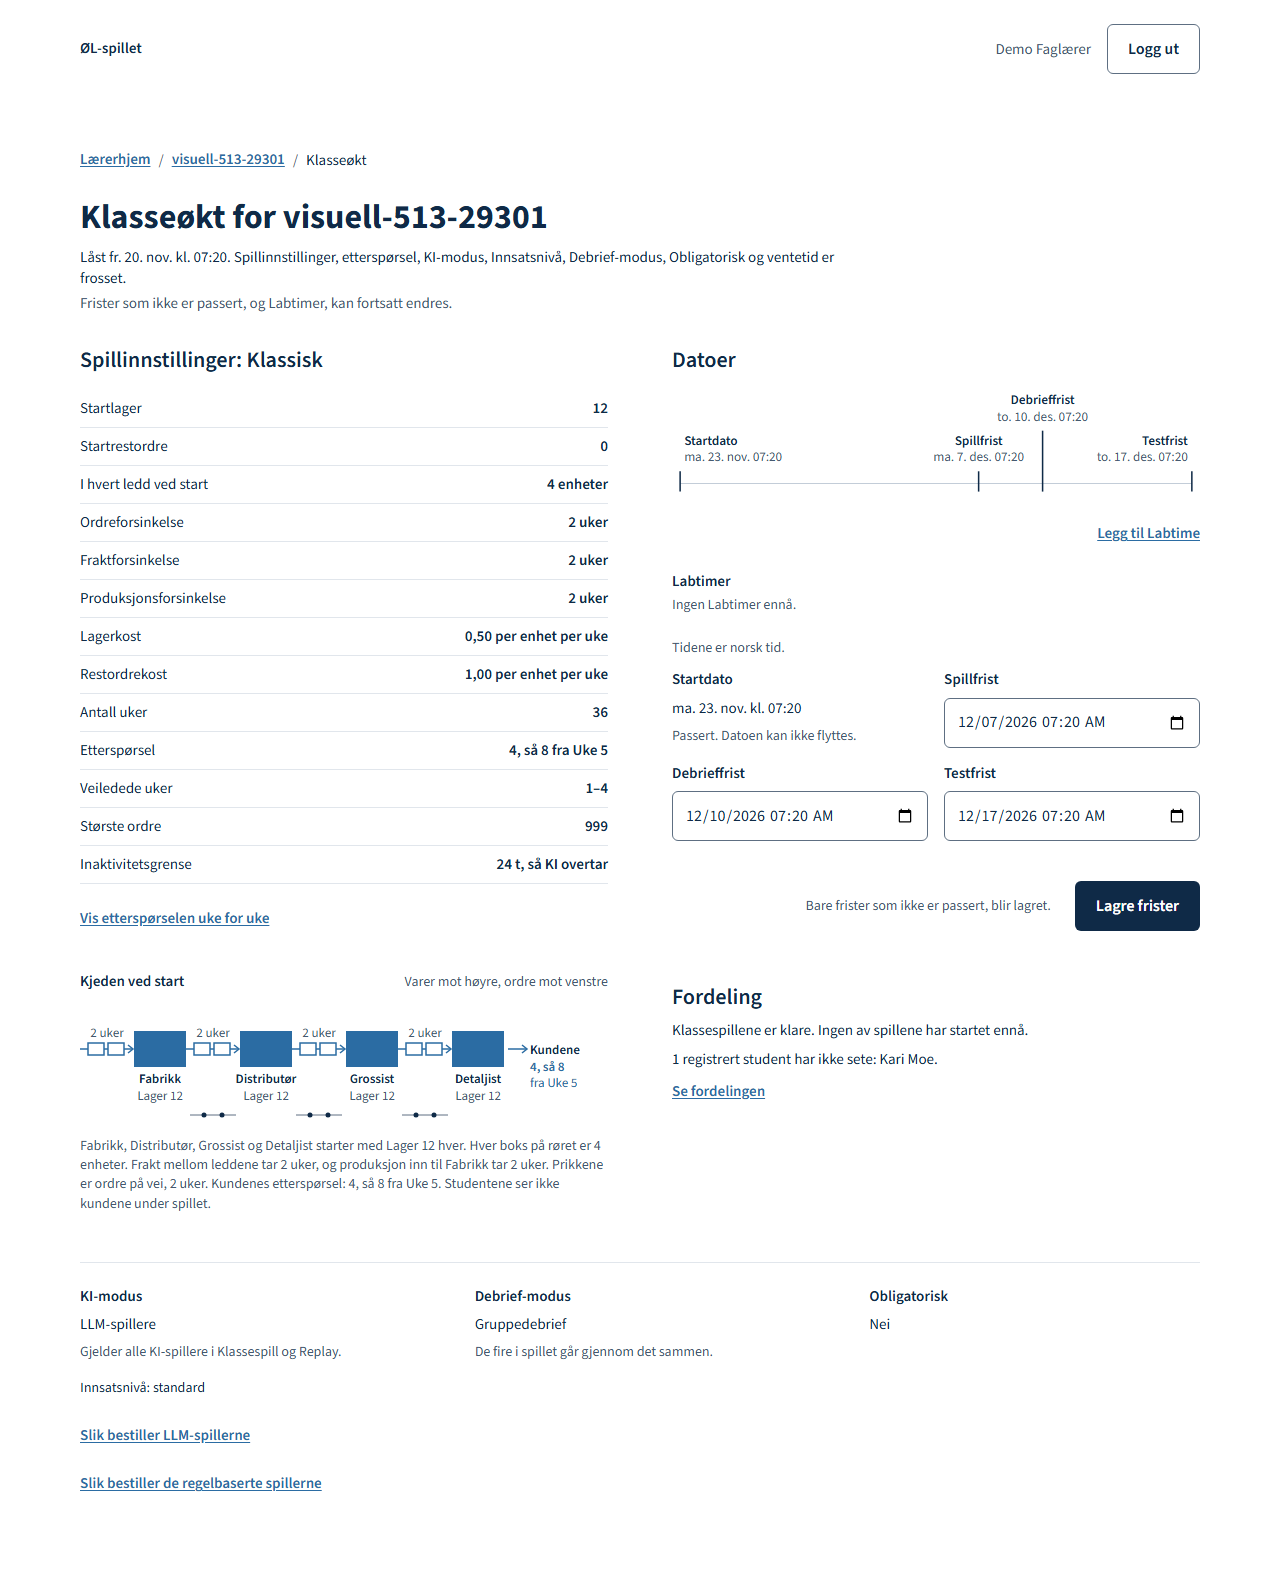 ØL-spillet
Demo Faglærer
Logg ut
Lærerhjem / visuell-513-29301 / Klasseøkt
Klasseøkt for visuell-513-29301
Låst fr. 20. nov. kl. 07:20. Spillinnstillinger, etterspørsel, KI-modus, Innsatsnivå, Debrief-modus, Obligatorisk og ventetid er
frosset.
Frister som ikke er passert, og Labtimer, kan fortsatt endres.
Spillinnstillinger: Klassisk
Startlager 12
Startrestordre 0
I hvert ledd ved start 4 enheter
Ordreforsinkelse 2 uker
Fraktforsinkelse 2 uker
Produksjonsforsinkelse 2 uker
Lagerkost 0,50 per enhet per uke
Restordrekost 1,00 per enhet per uke
Antall uker 36
Etterspørsel 4, så 8 fra Uke 5
Veiledede uker 1–4
Største ordre 999
Inaktivitetsgrense 24 t, så KI overtar
Vis etterspørselen uke for uke
Kjeden ved start Varer mot høyre, ordre mot venstre
2 uker 2 uker 2 uker 2 uker
Kundene
4, så 8
fra Uke 5
Fabrikk Distributør Grossist Detaljist
Lager 12 Lager 12 Lager 12 Lager 12
Fabrikk, Distributør, Grossist og Detaljist starter med Lager 12 hver. Hver boks på røret er 4
enheter. Frakt mellom leddene tar 2 uker, og produksjon inn til Fabrikk tar 2 uker. Prikkene
er ordre på vei, 2 uker. Kundenes etterspørsel: 4, så 8 fra Uke 5. Studentene ser ikke
kundene under spillet.
Datoer
Debrieffrist
to. 10. des. 07:20
Startdato Spillfrist Testfrist
ma. 23. nov. 07:20 ma. 7. des. 07:20 to. 17. des. 07:20
Legg til Labtime
Labtimer
Ingen Labtimer ennå.
Tidene er norsk tid.
Startdato
ma. 23. nov. kl. 07:20
Passert. Datoen kan ikke flyttes.
Spillfrist
12/07/2026 07:20 AM
Debrieffrist
12/10/2026 07:20 AM
Testfrist
12/17/2026 07:20 AM
Bare frister som ikke er passert, blir lagret.
Lagre frister
Fordeling
Klassespillene er klare. Ingen av spillene har startet ennå.
1 registrert student har ikke sete: Kari Moe.
Se fordelingen
KI-modus
LLM-spillere
Gjelder alle KI-spillere i Klassespill og Replay.
Innsatsnivå: standard
Slik bestiller LLM-spillerne
Slik bestiller de regelbaserte spillerne
Debrief-modus
Gruppedebrief
De fire i spillet går gjennom det sammen.
Obligatorisk
Nei